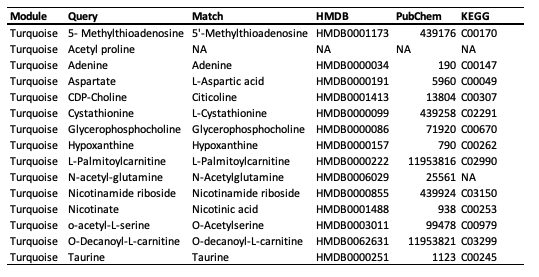 Module Query Match HMDB PubChem KEGG
Turquoise 5- Methylthioadenosine 5'-Methylthioadenosine HMDB0001173 439176 C00170
Turquoise Acetyl proline NA NA NA NA
Turquoise Adenine Adenine HMDB0000034 190 C00147
Turquoise Aspartate L-Aspartic acid HMDB0000191 5960 C00049
Turquoise CDP-Choline Citicoline HMDB0001413 13804 C00307
Turquoise Cystathionine L-Cystathionine HMDB0000099 439258 C02291
Turquoise Glycerophosphocholine Glycerophosphocholine HMDB0000086 71920 C00670
Turquoise Hypoxanthine Hypoxanthine HMDB0000157 790 C00262
Turquoise L-Palmitoylcarnitine L-Palmitoylcarnitine HMDB0000222 11953816 C02990
Turquoise N-acetyl-glutamine N-Acetylglutamine HMDB0006029 25561 NA
Turquoise Nicotinamide riboside Nicotinamide riboside HMDB0000855 439924 C03150
Turquoise Nicotinate Nicotinic acid HMDB0001488 938 C00253
Turquoise o-acetyl-L-serine O-Acetylserine HMDB0003011 99478 C00979
Turquoise O-Decanoyl-L-carnitine O-decanoyl-L-carnitine HMDB0062631 11953821 C03299
Turquoise Taurine Taurine HMDB0000251 1123 C00245